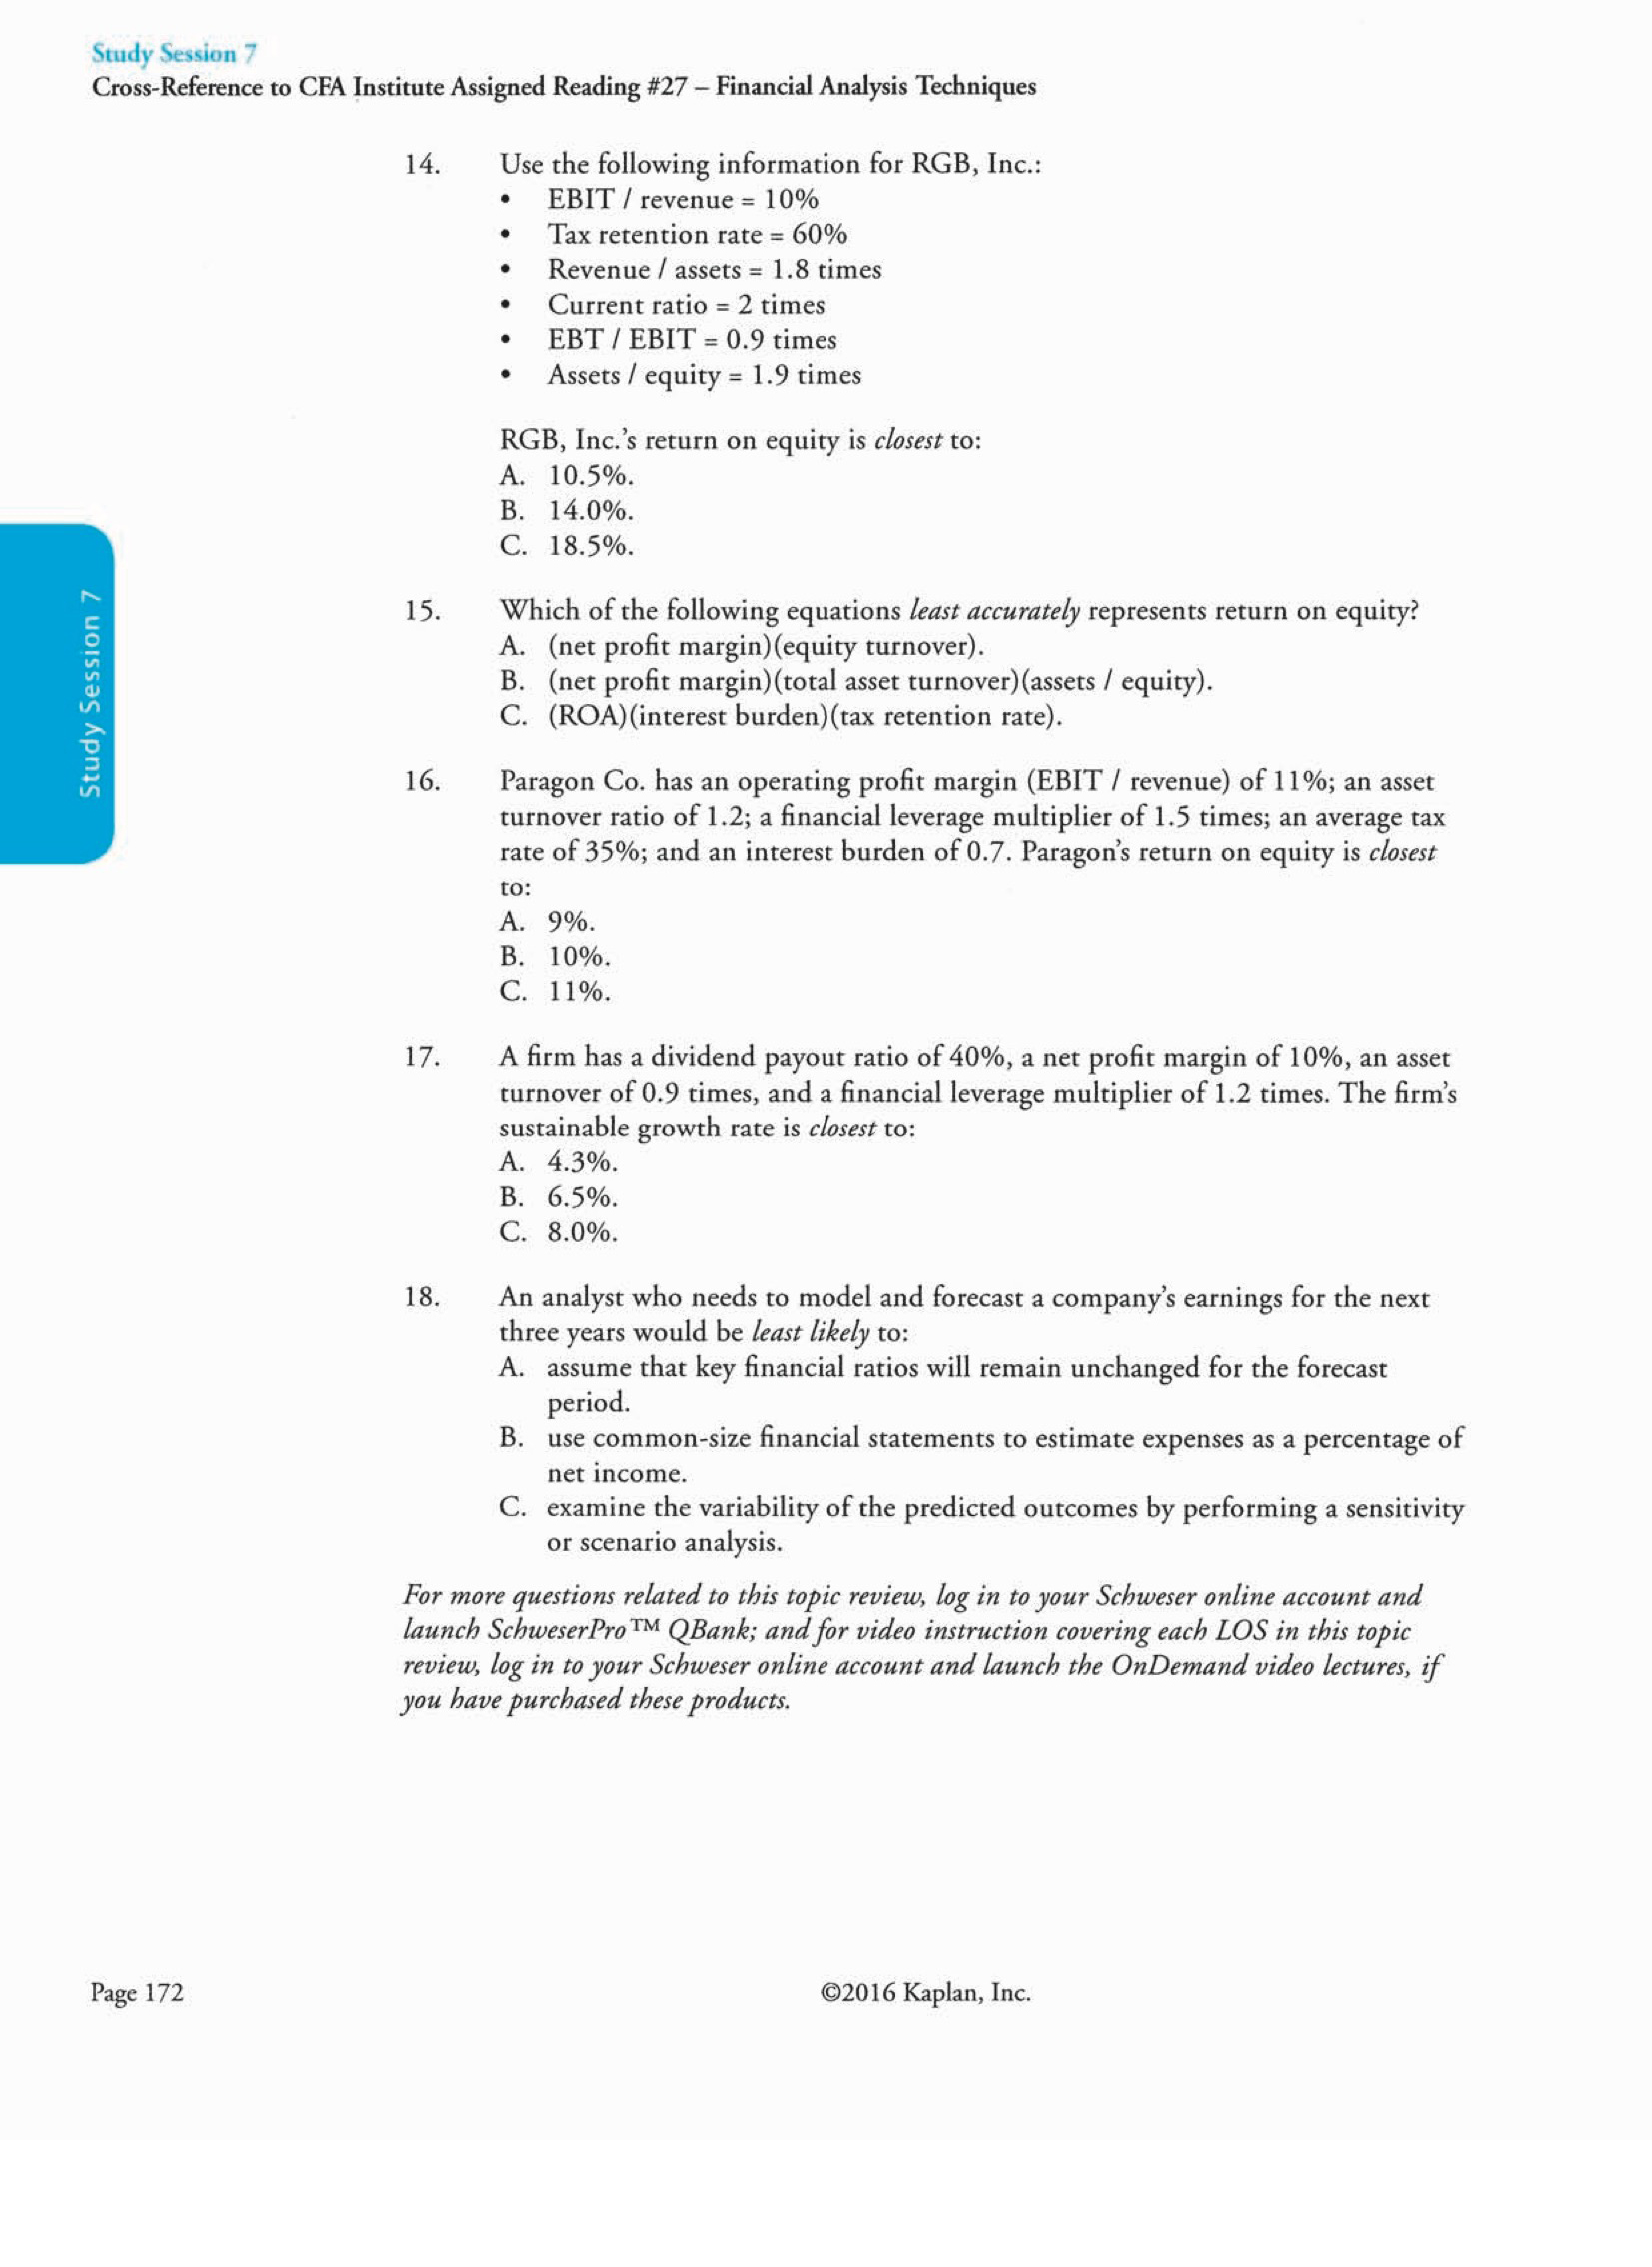 Study Session 7
Cross-Reference to CFA Institute Assigned Reading #27 – Financial Analysis Techniques
14. Use the following information for RGB, Inc.:
• EBIT / revenue = 10%
• Tax retention rate = 60%
• Revenue / assets = 1.8 times
• Current ratio = 2 times
• EBT / EBIT = 0.9 times
• Assets / equity = 1.9 times
RGB, Inc.'s return on equity is closest to:
A. 10.5%.
B. 14.0%.
C. 18.5%.
15. Which of the following equations least accurately represents return on equity?
A. (net profit margin)(equity turnover).
B. (net profit margin)(total asset turnover)(assets / equity).
C. (ROA)(interest burden)(tax retention rate).
16. Paragon Co. has an operating profit margin (EBIT / revenue) of 11%; an asset
turnover ratio of 1.2; a financial leverage multiplier of 1.5 times; an average tax
rate of 35%; and an interest burden of 0.7. Paragon's return on equity is closest
to:
A. 9%.
B. 10%.
C. 11%.
17. A firm has a dividend payout ratio of 40%, a net profit margin of 10%, an asset
turnover of 0.9 times, and a financial leverage multiplier of 1.2 times. The firm's
sustainable growth rate is closest to:
A. 4.3%.
B. 6.5%.
C. 8.0%.
18. An analyst who needs to model and forecast a company's earnings for the next
three years would be least likely to:
A. assume that key financial ratios will remain unchanged for the forecast
period.
B. use common-size financial statements to estimate expenses as a percentage of
net income.
C. examine the variability of the predicted outcomes by performing a sensitivity
or scenario analysis.
For more questions related to this topic review, log in to your Schweser online account and
launch SchweserPro™ QBank; and for video instruction covering each LOS in this topic
review, log in to your Schweser online account and launch the OnDemand video lectures, if
you have purchased these products.
Study Session 7
Page 172
©2016 Kaplan, Inc.